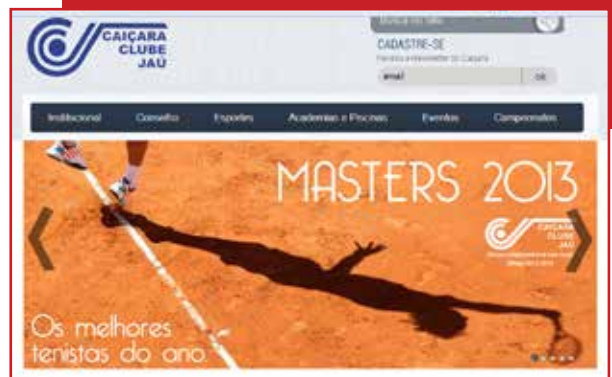 CAIÇARA
CLUBE
JAÚ
CADASTRE-SE
email
ok
Institucional
Conselho
Esportes
Academias e Piscinas
Eventos
Campeonatos
MASTERS 2013
CAIÇARA
CLUBE
JAÚ
Os melhores
tenistas do ano.